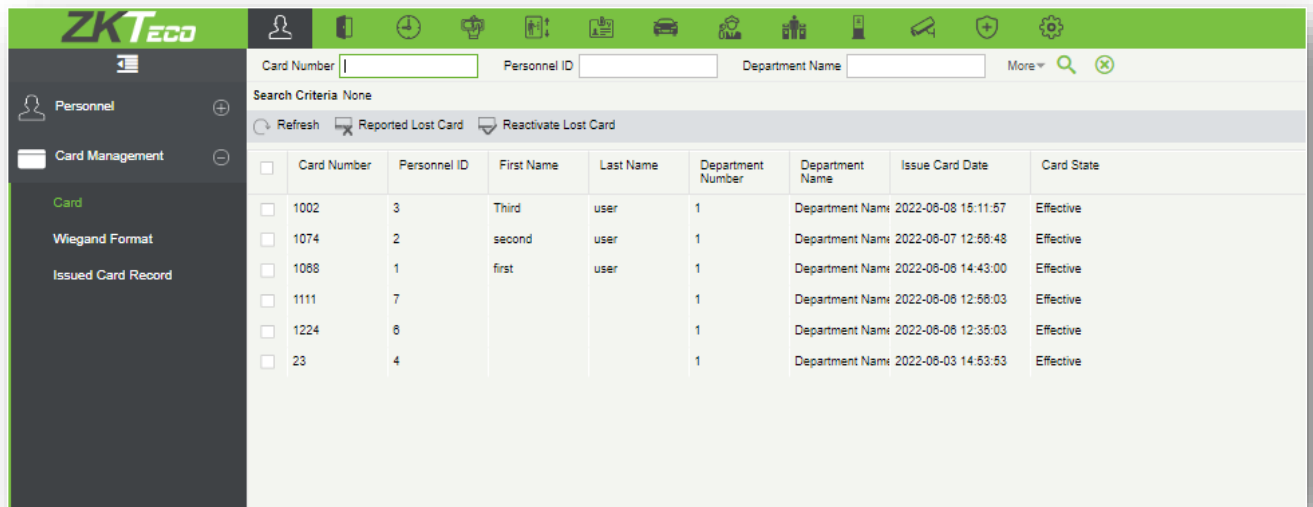 ZKTeco
Card Number Personnel ID Department Name More
Search Criteria None
Personnel
Refresh Reported Lost Card Reactivate Lost Card
Card Management
Card Number Personnel ID First Name Last Name Department Number Department Name Issue Card Date Card State
Card
1002 3 Third user 1 Department Name 2022-06-08 15:11:57 Effective
Wiegand Format
1074 2 second user 1 Department Name 2022-06-07 12:56:48 Effective
Issued Card Record
1068 1 first user 1 Department Name 2022-06-06 14:43:00 Effective
1111 7 1 Department Name 2022-06-06 12:56:03 Effective
1224 6 1 Department Name 2022-06-06 12:35:03 Effective
23 4 1 Department Name 2022-06-03 14:53:53 Effective